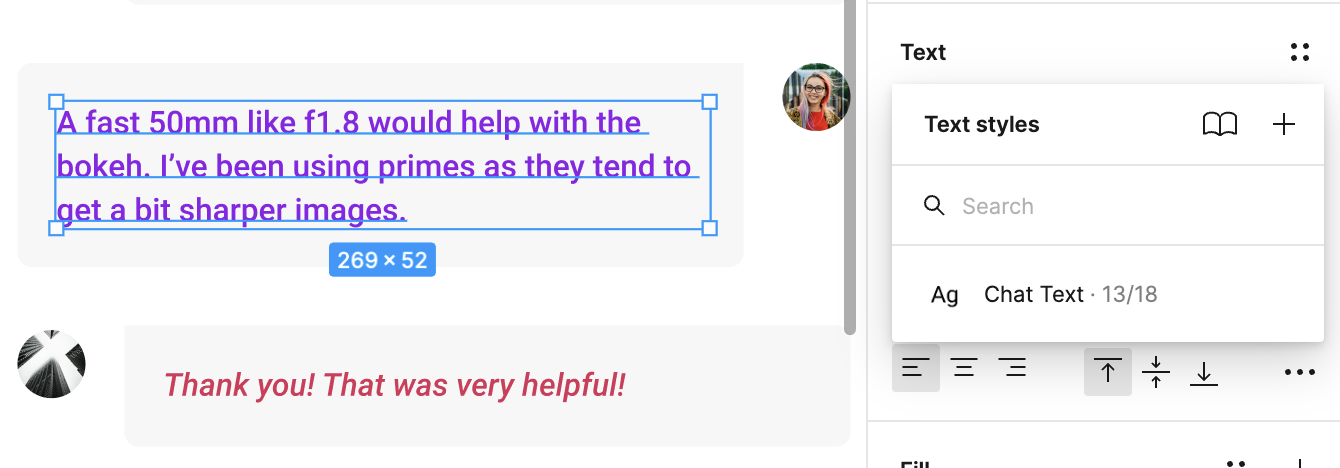 A fast 50mm like f1.8 would help with the
bokeh. I’ve been using primes as they tend to
get a bit sharper images.
269 × 52
Thank you! That was very helpful!
Text
Text styles
Search
Ag Chat Text · 13/18
Fill